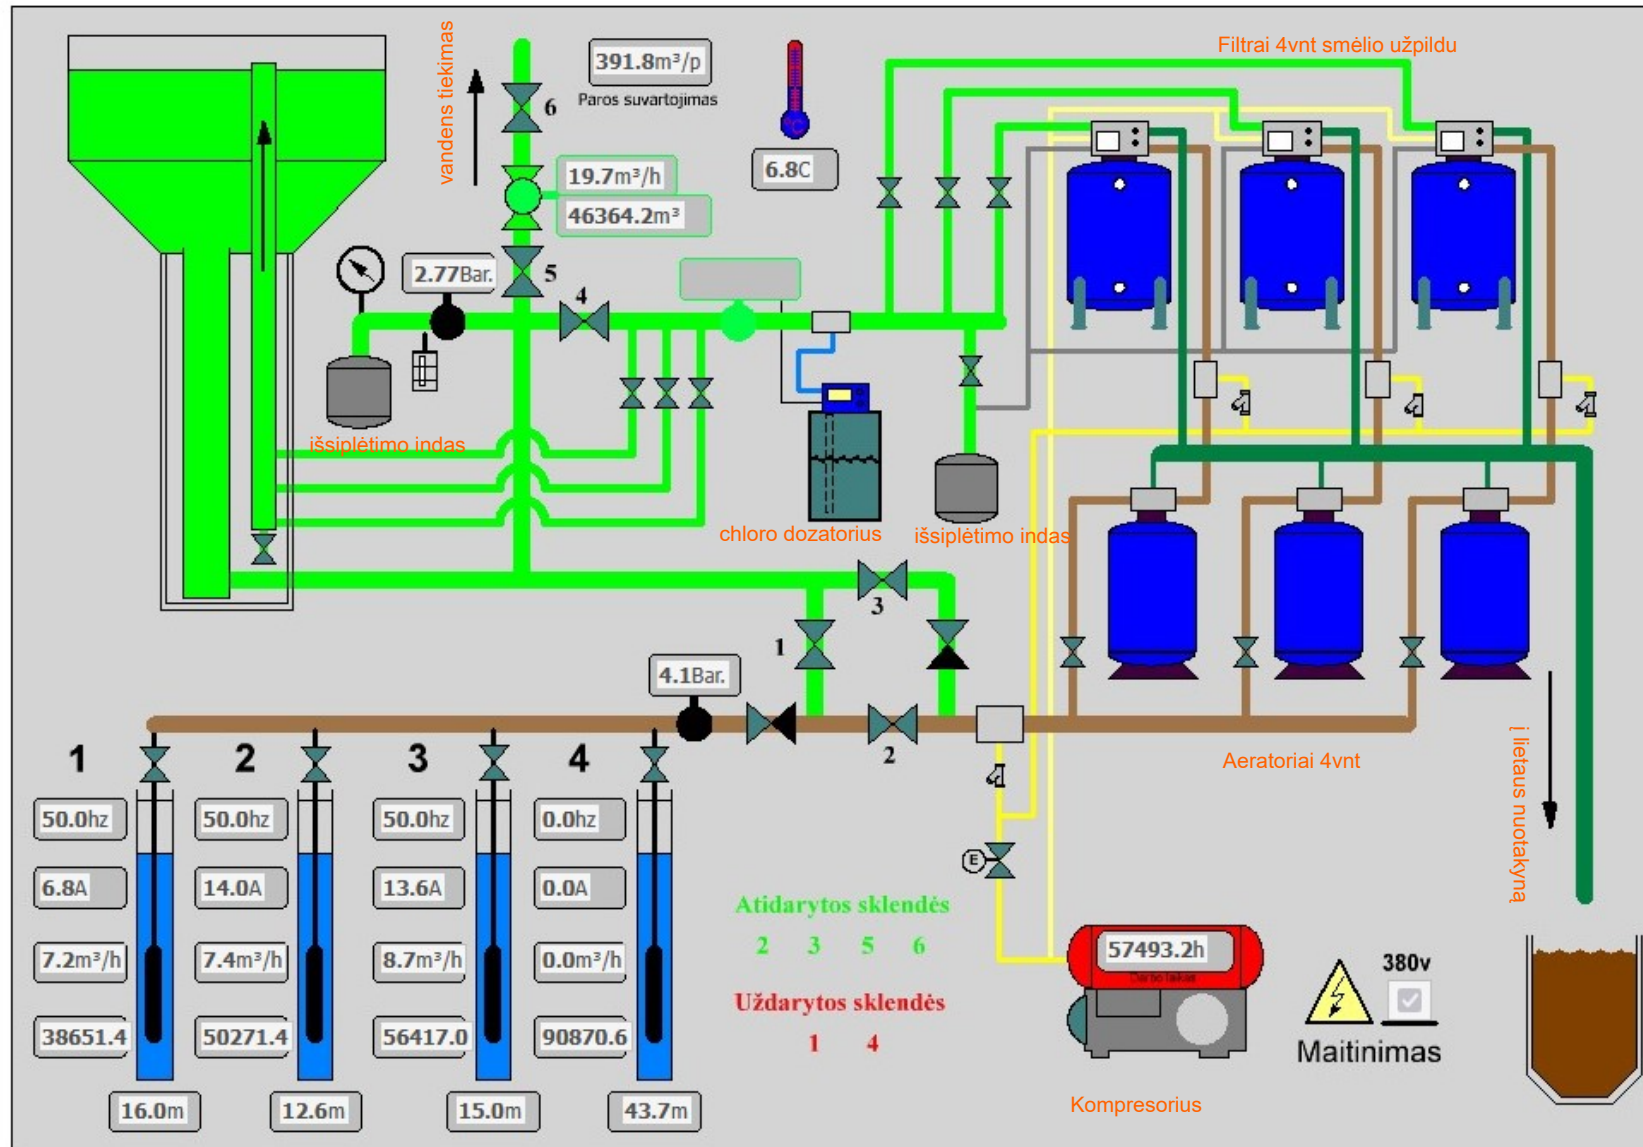 vandens tiekimas
391.8m³/p
Paros suvartojimas
Filtrai 4vnt smėlio užpildu
6
°C
6.8C
19.7m³/h
46364.2m³
5
2.77Bar.
4
išsiplėtimo indas
chloro dozatorius
išsiplėtimo indas
3
1
4.1Bar.
2
Aeratoriai 4vnt
į lietaus nuotakyną
1
2
3
4
50.0hz
50.0hz
50.0hz
0.0hz
6.8A
14.0A
13.6A
0.0A
E
7.2m³/h
7.4m³/h
8.7m³/h
0.0m³/h
38651.4
50271.4
56417.0
90870.6
16.0m
12.6m
15.0m
43.7m
Atidarytos sklendės
2 3 5 6
Uždarytos sklendės
1 4
57493.2h
Darbo laikas
Kompresorius
380v
Maitinimas